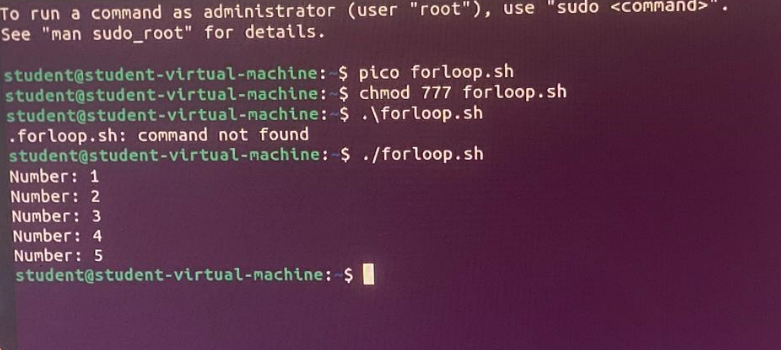 To run a command as administrator (user "root"), use "sudo <command>".
See "man sudo_root" for details.
student@student-virtual-machine:~$ pico forloop.sh
student@student-virtual-machine:~$ chmod 777 forloop.sh
student@student-virtual-machine:~$ .\forloop.sh
.forloop.sh: command not found
student@student-virtual-machine:~$ ./forloop.sh
Number: 1
Number: 2
Number: 3
Number: 4
Number: 5
student@student-virtual-machine:~$